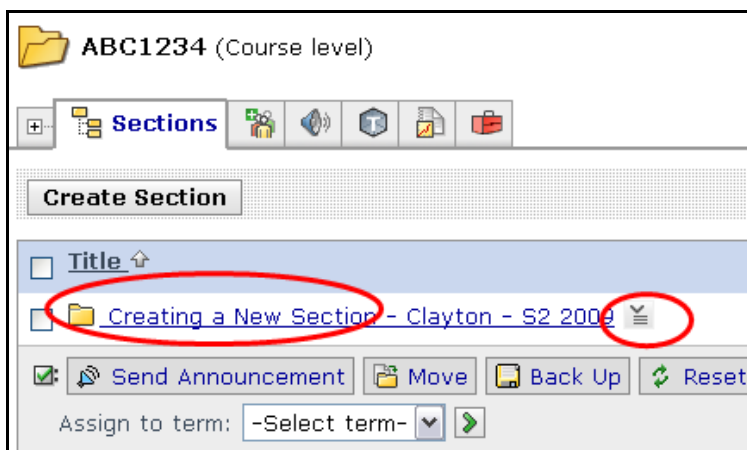 ABC1234 (Course level)
Sections
Create Section
Title
Creating a New Section - Clayton - S2 2009
Send Announcement Move Back Up Reset
Assign to term: -Select term-